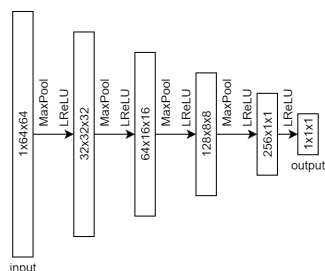 1x64x64
MaxPool
LReLU
32x32x32
MaxPool
LReLU
64x16x16
MaxPool
LReLU
128x8x8
MaxPool
LReLU
256x1x1
LReLU
1x1x1
input
output